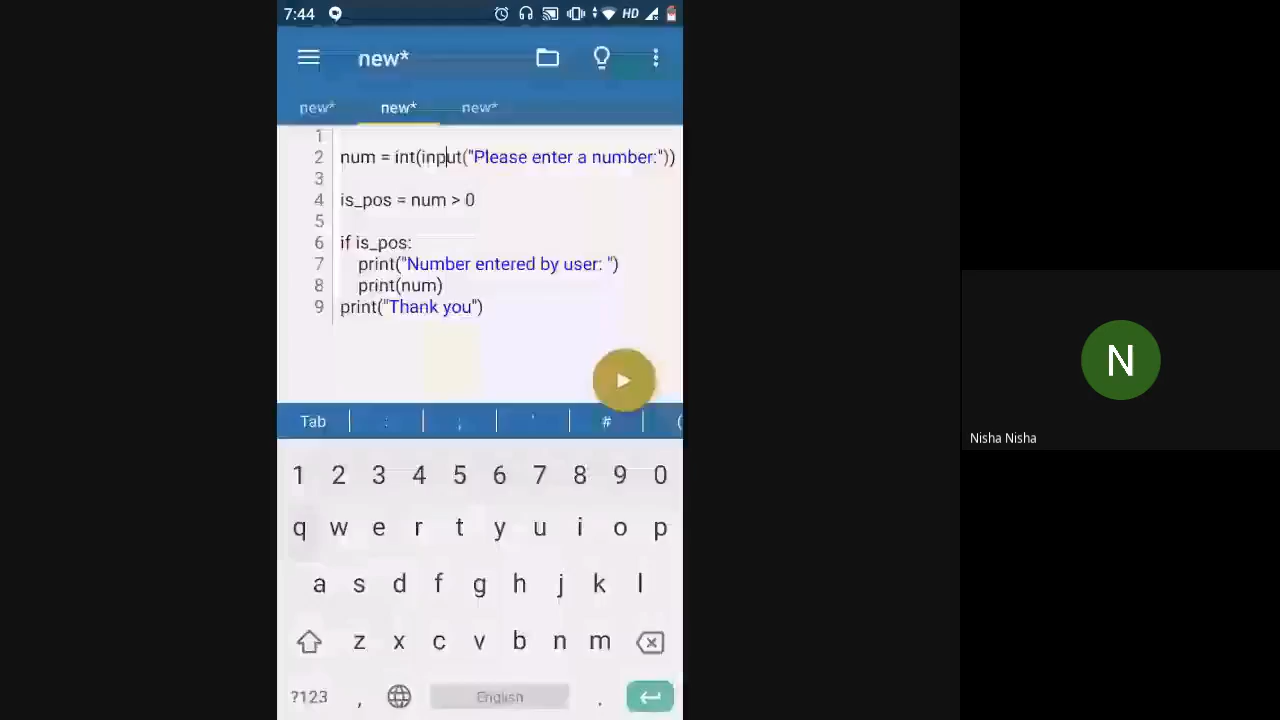 7:44 HD
new*
new* new* new*
1
2 num = int(input("Please enter a number:"))
3
4 is_pos = num > 0
5
6 if is_pos:
7 print("Number entered by user: ")
8 print(num)
9 print("Thank you")
Tab : ; ' # (
1 2 3 4 5 6 7 8 9 0
q w e r t y u i o p
a s d f g h j k l
z x c v b n m
?123 , English .
N
Nisha Nisha